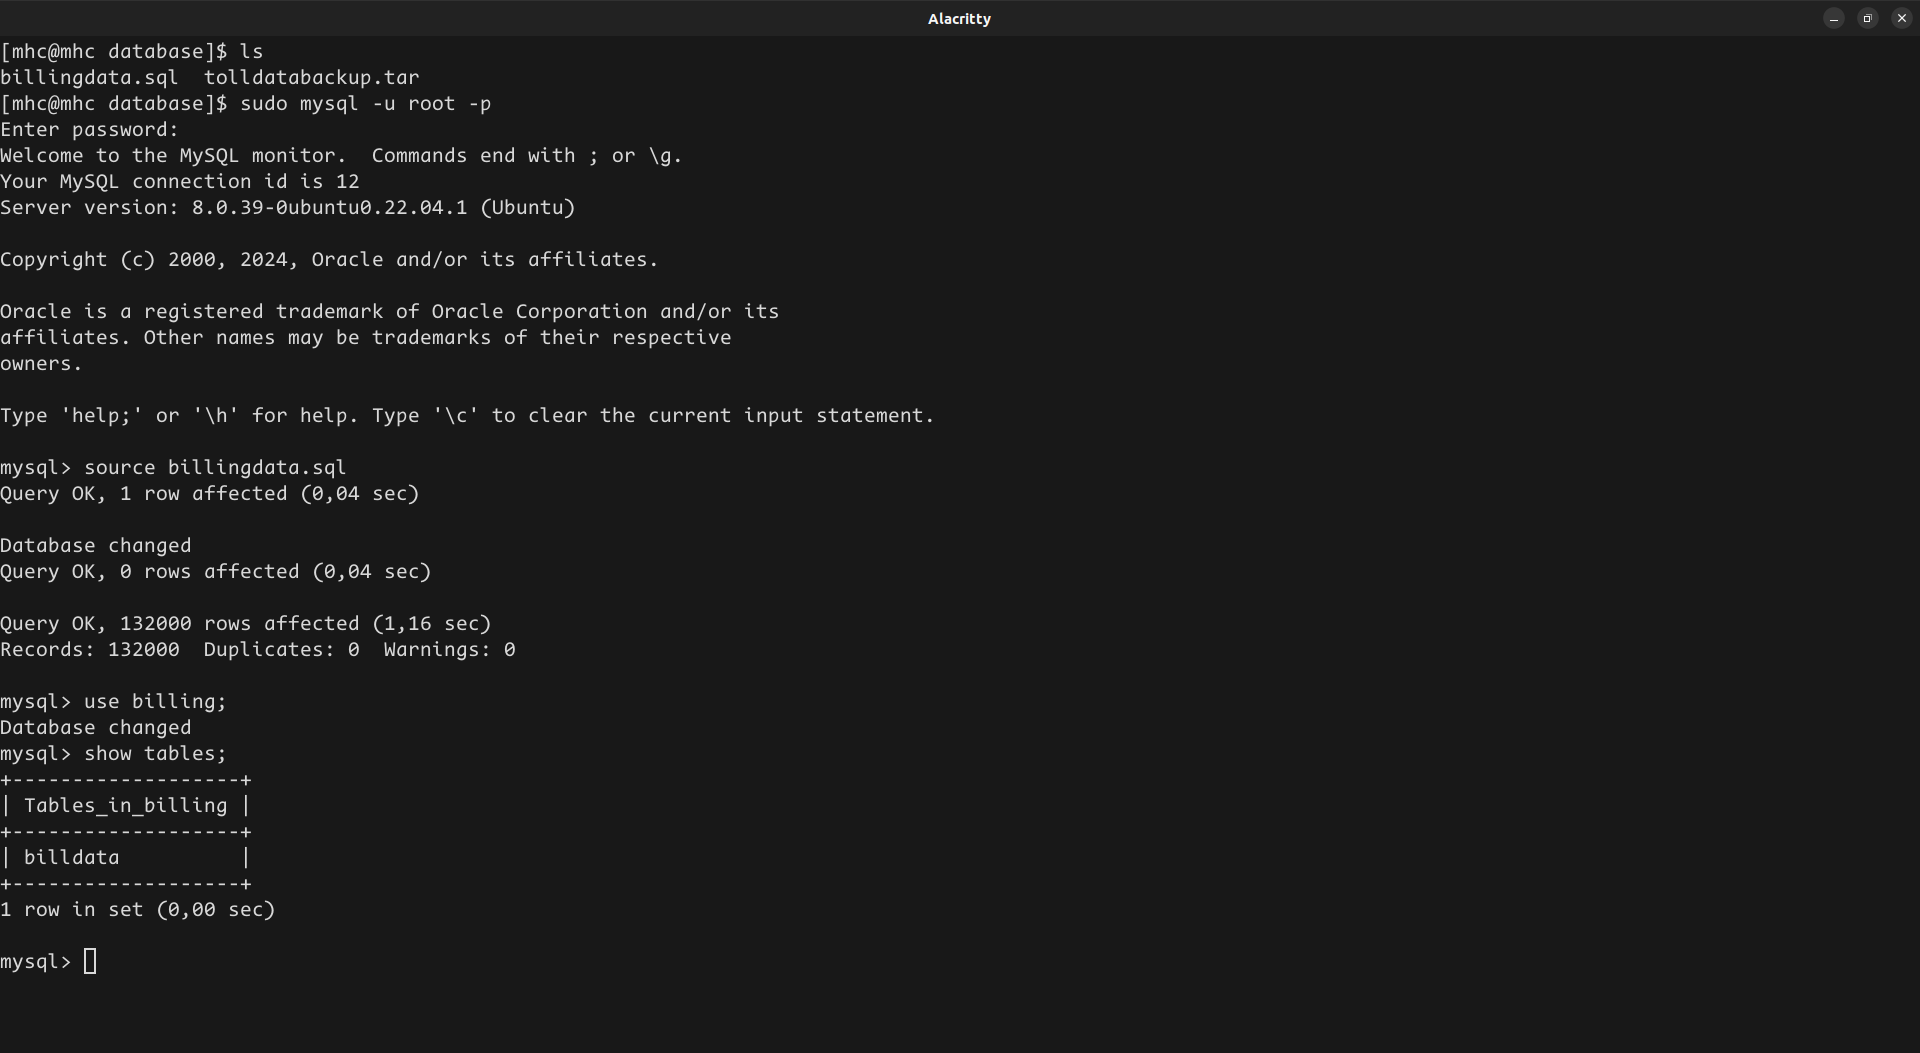 Alacritty
[mhc@mhc database]$ ls
billingdata.sql  tolldatabackup.tar
[mhc@mhc database]$ sudo mysql -u root -p
Enter password:
Welcome to the MySQL monitor.  Commands end with ; or \g.
Your MySQL connection id is 12
Server version: 8.0.39-0ubuntu0.22.04.1 (Ubuntu)

Copyright (c) 2000, 2024, Oracle and/or its affiliates.

Oracle is a registered trademark of Oracle Corporation and/or its
affiliates. Other names may be trademarks of their respective
owners.

Type 'help;' or '\h' for help. Type '\c' to clear the current input statement.

mysql> source billingdata.sql
Query OK, 1 row affected (0,04 sec)

Database changed
Query OK, 0 rows affected (0,04 sec)

Query OK, 132000 rows affected (1,16 sec)
Records: 132000  Duplicates: 0  Warnings: 0

mysql> use billing;
Database changed
mysql> show tables;
+-------------------+
| Tables_in_billing |
+-------------------+
| billdata          |
+-------------------+
1 row in set (0,00 sec)

mysql>